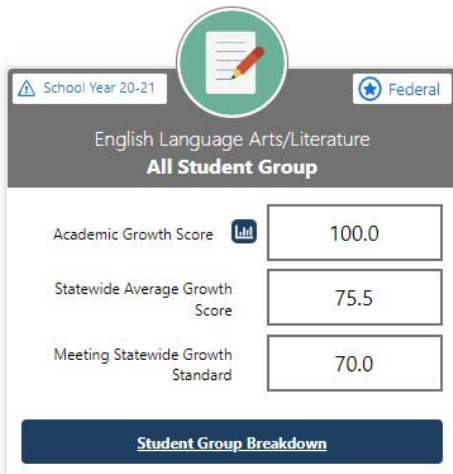 School Year 20-21
Federal
English Language Arts/Literature
All Student Group
Academic Growth Score
100.0
Statewide Average Growth
Score
75.5
Meeting Statewide Growth
Standard
70.0
Student Group Breakdown